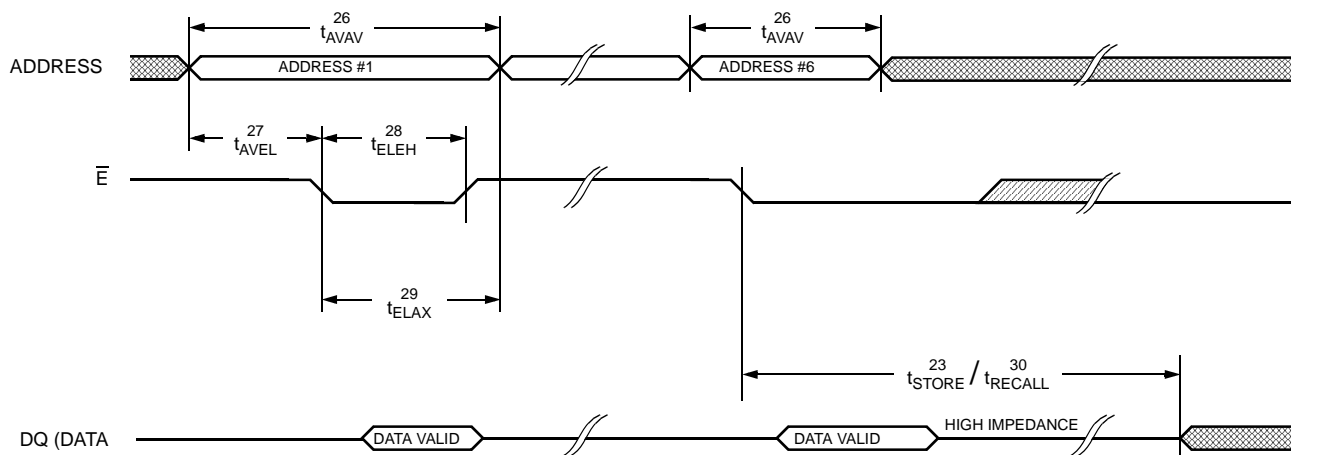 26
tAVAV
26
tAVAV
ADDRESS
ADDRESS #1
ADDRESS #6
27
tAVEL
28
tELEH
E
29
tELAX
23
tSTORE /
30
tRECALL
DQ (DATA
DATA VALID
DATA VALID
HIGH IMPEDANCE